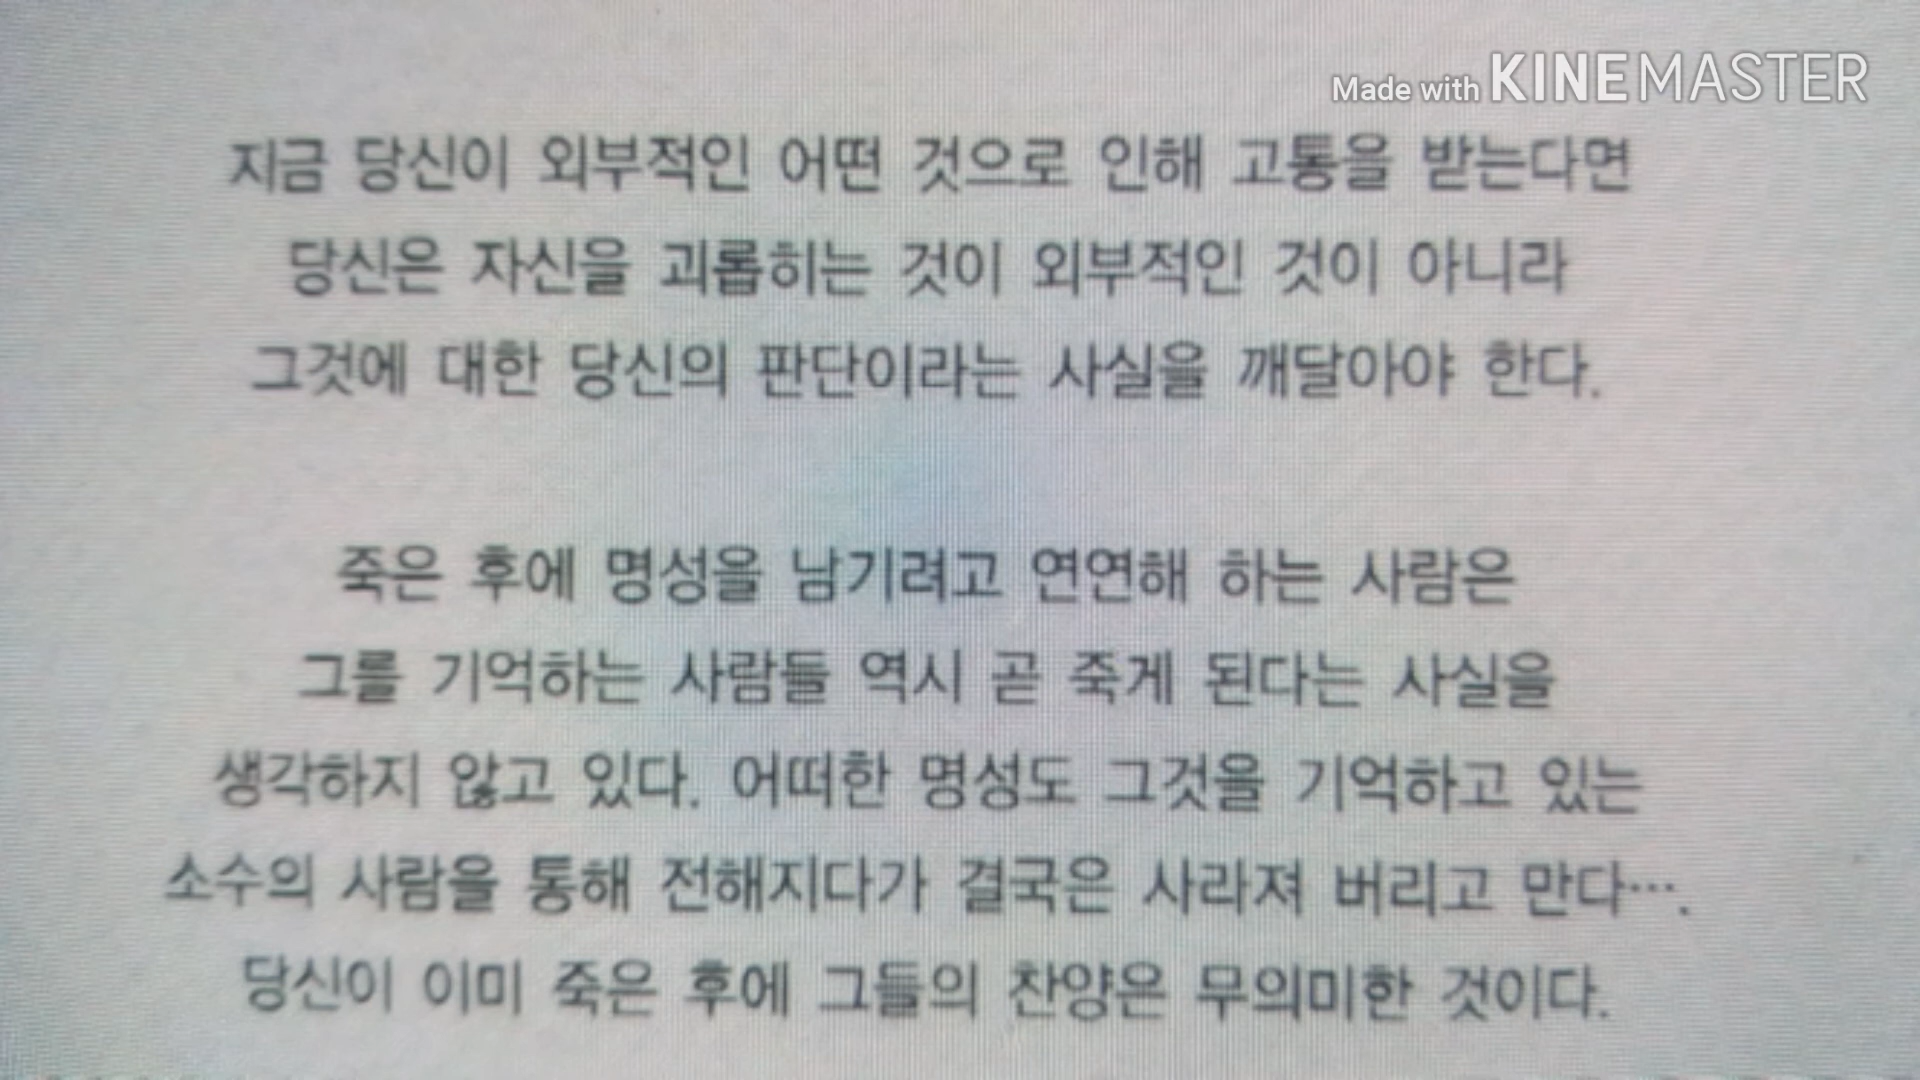 Made with KINEMASTER
지금 당신이 외부적인 어떤 것으로 인해 고통을 받는다면
당신은 자신을 괴롭히는 것이 외부적인 것이 아니라
그것에 대한 당신의 판단이라는 사실을 깨달아야 한다.
죽은 후에 명성을 남기려고 연연해 하는 사람은
그를 기억하는 사람들 역시 곧 죽게 된다는 사실을
생각하지 않고 있다. 어떠한 명성도 그것을 기억하고 있는
소수의 사람을 통해 전해지다가 결국은 사라져 버리고 만다….
당신이 이미 죽은 후에 그들의 찬양은 무의미한 것이다.